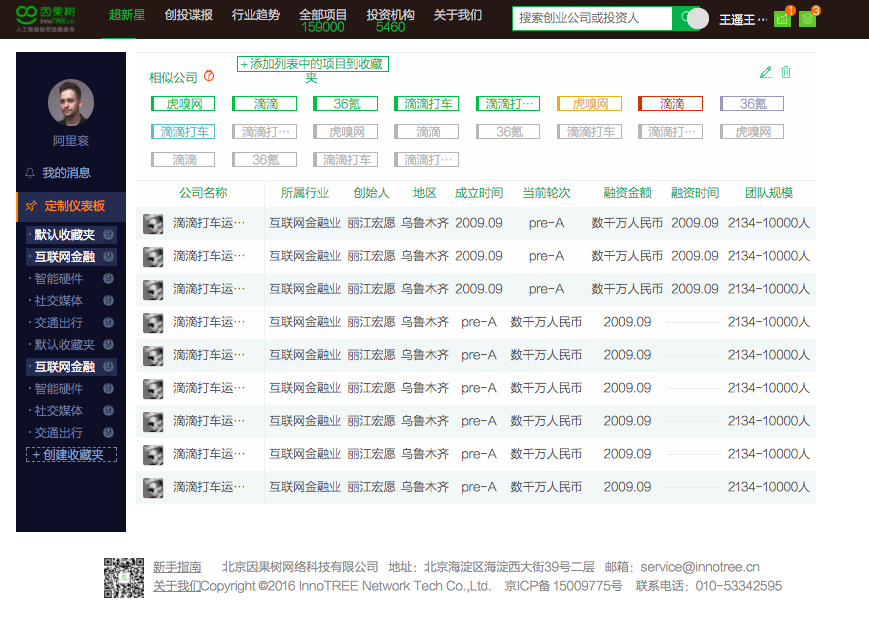 因果树
InnoTREE.cn
人工智能投资投融服务
超新星 创投谍报 行业趋势 全部项目 投资机构 关于我们
159000 5460
搜索创业公司或投资人
王遥王…
1
3
阿里衮
我的消息
定制仪表板
· 默认收藏夹
· 互联网金融
· 智能硬件
· 社交媒体
· 交通出行
· 默认收藏夹
· 互联网金融
· 智能硬件
· 社交媒体
· 交通出行
+ 创建收藏夹
相似公司 ?
+ 添加列表中的项目到收藏
夹
虎嗅网 滴滴 36氪 滴滴打车 滴滴打… 虎嗅网 滴滴 36氪
滴滴打车 滴滴打… 虎嗅网 滴滴 36氪 滴滴打车 滴滴打… 虎嗅网
滴滴 36氪 滴滴打车 滴滴打…
公司名称 所属行业 创始人 地区 成立时间 当前轮次 融资金额 融资时间 团队规模
滴滴打车运… 互联网金融业 丽江宏愿 乌鲁木齐 2009.09 pre-A 数千万人民币 2009.09 2134-10000人
滴滴打车运… 互联网金融业 丽江宏愿 乌鲁木齐 2009.09 pre-A 数千万人民币 2009.09 2134-10000人
滴滴打车运… 互联网金融业 丽江宏愿 乌鲁木齐 2009.09 pre-A 数千万人民币 2009.09 2134-10000人
滴滴打车运… 互联网金融业 丽江宏愿 乌鲁木齐 pre-A 数千万人民币 2009.09 2134-10000人
滴滴打车运… 互联网金融业 丽江宏愿 乌鲁木齐 pre-A 数千万人民币 2009.09 2134-10000人
滴滴打车运… 互联网金融业 丽江宏愿 乌鲁木齐 pre-A 数千万人民币 2009.09 2134-10000人
滴滴打车运… 互联网金融业 丽江宏愿 乌鲁木齐 pre-A 数千万人民币 2009.09 2134-10000人
滴滴打车运… 互联网金融业 丽江宏愿 乌鲁木齐 pre-A 数千万人民币 2009.09 2134-10000人
滴滴打车运… 互联网金融业 丽江宏愿 乌鲁木齐 pre-A 数千万人民币 2009.09 2134-10000人
新手指南 北京因果树网络科技有限公司 地址：北京海淀区海淀西大街39号二层 邮箱：service@innotree.cn
关于我们Copyright ©2016 InnoTREE Network Tech Co.,Ltd. 京ICP备15009775号 联系电话：010-53342595